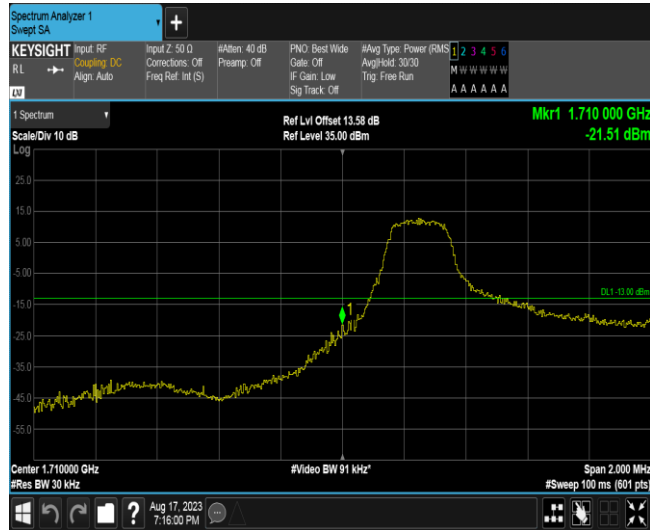 Spectrum Analyzer 1
Swept SA
+
KEYSIGHT Input: RF Input Z: 50 Ω #Atten: 40 dB PNO: Best Wide #Avg Type: Power (RMS 1 2 3 4 5 6
RL Coupling: DC Corrections: Off Preamp: Off Gate: Off Avg|Hold: 30/30 M W W W W W
Align: Auto Freq Ref: Int (S) IF Gain: Low Trig: Free Run
LXI Sig Track: Off A A A A A A
1 Spectrum Ref Lvl Offset 13.58 dB Mkr1 1.710 000 GHz
Scale/Div 10 dB Ref Level 35.00 dBm -21.51 dBm
Log
25.0
15.0
5.00
-5.00
DL1 -13.00 dBm
-15.0
1
-25.0
-35.0
-45.0
-55.0
Center 1.710000 GHz #Video BW 91 kHz* Span 2.000 MHz
#Res BW 30 kHz #Sweep 100 ms (601 pts)
? Aug 17, 2023
7:16:00 PM